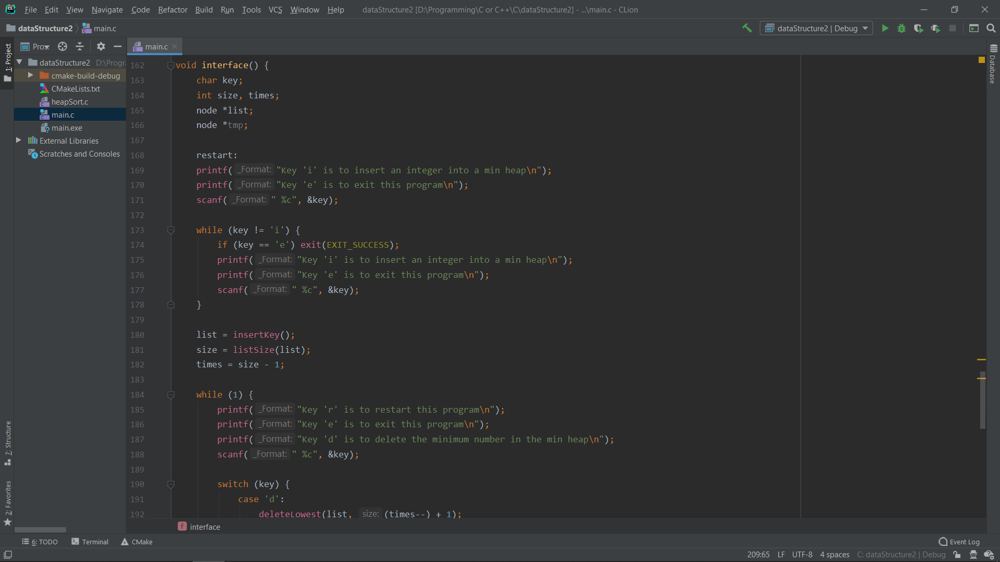 File Edit View Navigate Code Refactor Build Run Tools VCS Window Help dataStructure2 [D:\Programming\C or C++\C\dataStructure2] - ...\main.c - CLion
dataStructure2 main.c dataStructure2 | Debug
1: Project
Pro...
main.c
dataStructure2 D:\Progra
cmake-build-debug
CMakeLists.txt
heapSort.c
main.c
main.exe
External Libraries
Scratches and Consoles
162 void interface() {
163 char key;
164 int size, times;
165 node *list;
166 node *tmp;
167
168 restart:
169 printf( _Format: "Key 'i' is to insert an integer into a min heap\n");
170 printf( _Format: "Key 'e' is to exit this program\n");
171 scanf( _Format: " %c", &key);
172
173 while (key != 'i') {
174 if (key == 'e') exit(EXIT_SUCCESS);
175 printf( _Format: "Key 'i' is to insert an integer into a min heap\n");
176 printf( _Format: "Key 'e' is to exit this program\n");
177 scanf( _Format: " %c", &key);
178 }
179
180 list = insertKey();
181 size = listSize(list);
182 times = size - 1;
183
184 while (1) {
185 printf( _Format: "Key 'r' is to restart this program\n");
186 printf( _Format: "Key 'e' is to exit this program\n");
187 printf( _Format: "Key 'd' is to delete the minimum number in the min heap\n");
188 scanf( _Format: " %c", &key);
189
190 switch (key) {
191 case 'd':
192 deleteLowest(list, size: (times--) + 1);
f interface
Database
7: Structure
2: Favorites
6: TODO Terminal CMake Event Log
209:65 LF UTF-8 4 spaces C: dataStructure2 | Debug